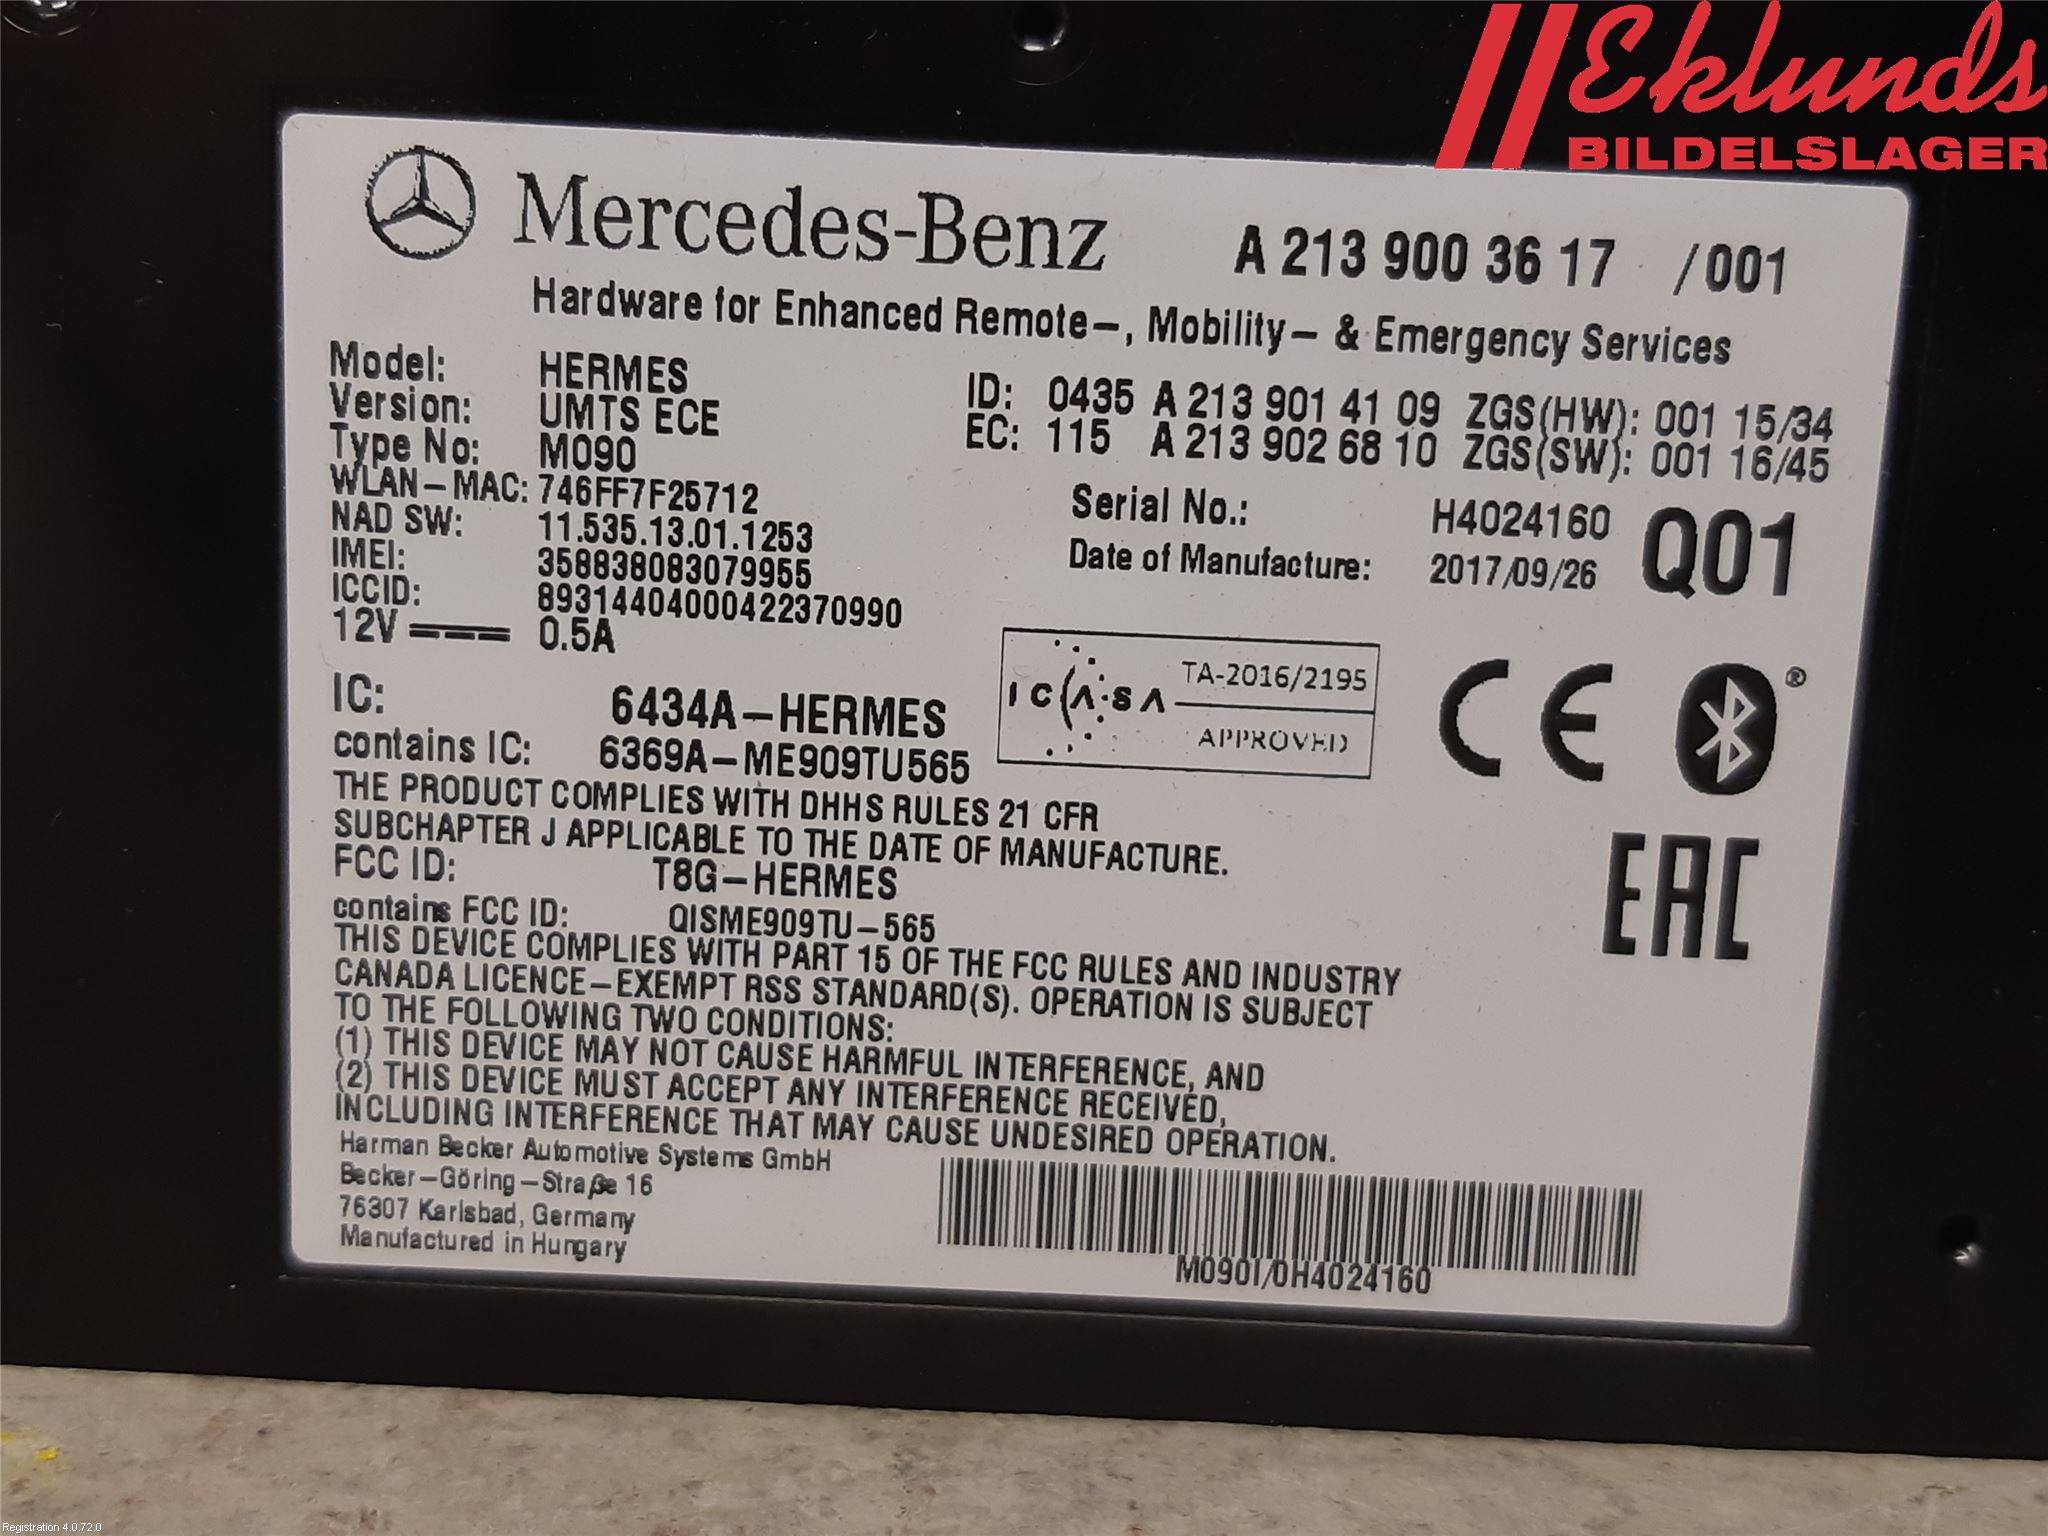 Eklunds
BILDELSLAGER
Mercedes-Benz A 213 900 36 17 /001
Hardware for Enhanced Remote-, Mobility- & Emergency Services
Model: HERMES
Version: UMTS ECE
Type No: M090
WLAN-MAC: 746FF7F25712
NAD SW: 11.535.13.01.1253
IMEI: 358838083079955
ICCID: 89314404000422370990
12V 0.5A
ID: 0435 A 213 901 41 09 ZGS(HW): 001 15/34
EC: 115 A 213 902 68 10 ZGS(SW): 001 16/45
Serial No.: H4024160
Date of Manufacture: 2017/09/26
Q01
ICASA TA-2016/2195
APPROVED
CE
EAC
IC: 6434A-HERMES
contains IC: 6369A-ME909TU565
THE PRODUCT COMPLIES WITH DHHS RULES 21 CFR
SUBCHAPTER J APPLICABLE TO THE DATE OF MANUFACTURE.
FCC ID: T8G-HERMES
contains FCC ID: QISME909TU-565
THIS DEVICE COMPLIES WITH PART 15 OF THE FCC RULES AND INDUSTRY
CANADA LICENCE-EXEMPT RSS STANDARD(S). OPERATION IS SUBJECT
TO THE FOLLOWING TWO CONDITIONS:
(1) THIS DEVICE MAY NOT CAUSE HARMFUL INTERFERENCE, AND
(2) THIS DEVICE MUST ACCEPT ANY INTERFERENCE RECEIVED,
INCLUDING INTERFERENCE THAT MAY CAUSE UNDESIRED OPERATION.
Harman Becker Automotive Systems GmbH
Becker-Göring-Straße 16
76307 Karlsbad, Germany
Manufactured in Hungary
M090I/0H4024160
Registration 4.0.72.0